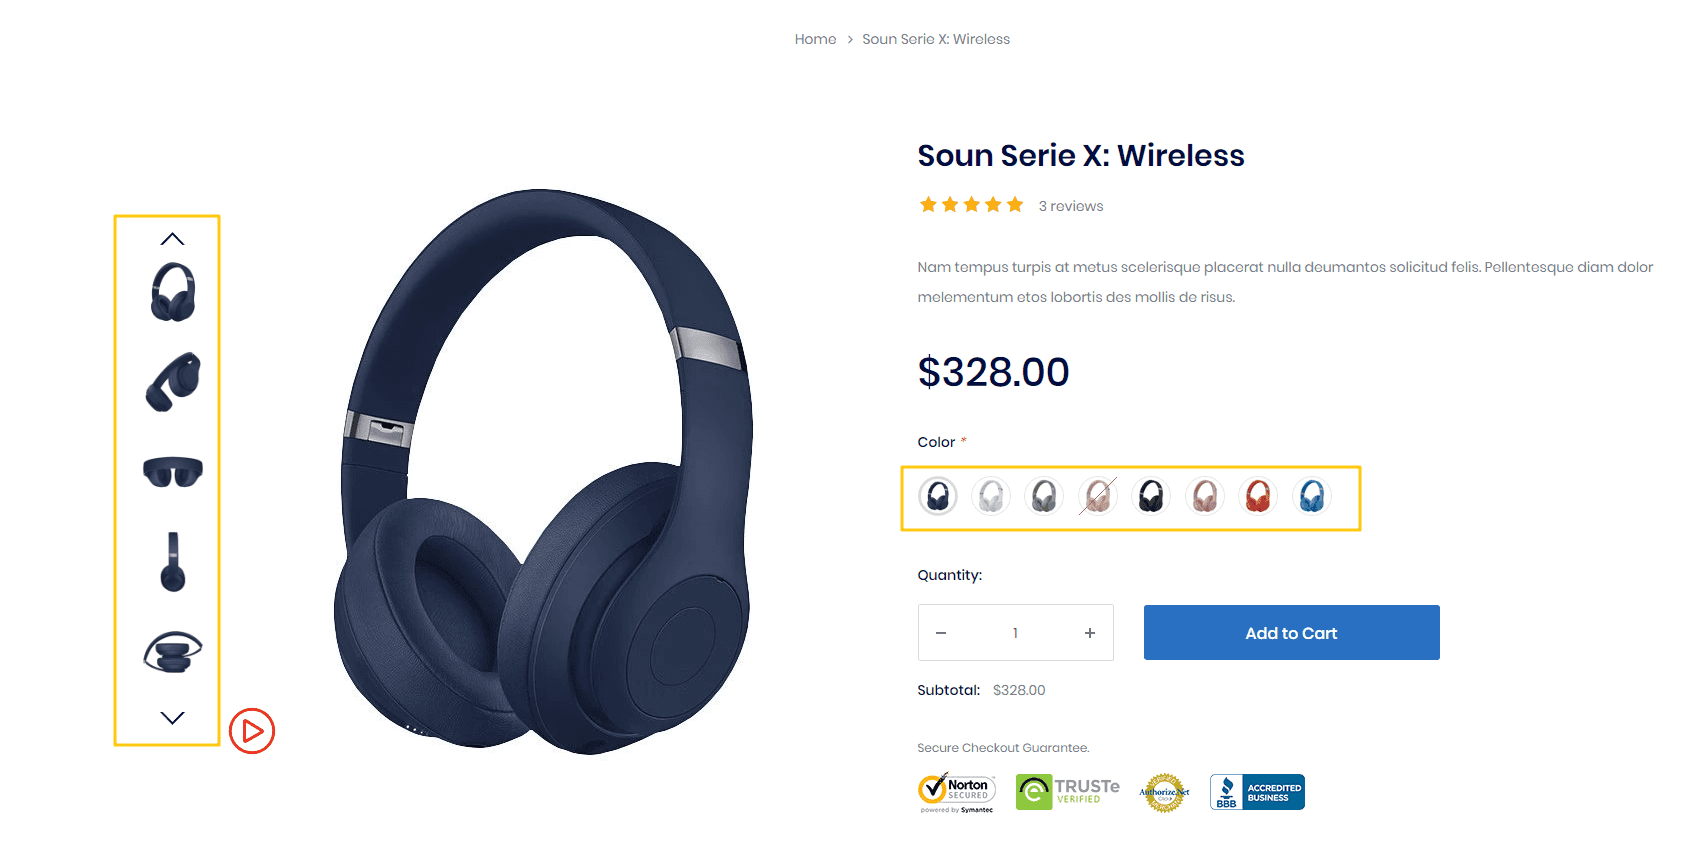 Home > Soun Serie X: Wireless
Soun Serie X: Wireless
3 reviews
Nam tempus turpis at metus scelerisque placerat nulla deumantos solicitud felis. Pellentesque diam dolor
melementum etos lobortis des mollis de risus.
$328.00
Color *
Quantity:
− 1 +
Add to Cart
Subtotal: $328.00
Secure Checkout Guarantee.
Norton
SECURED
powered by Symantec
TRUSTe
VERIFIED
Authorize.Net
Click
BBB
ACCREDITED
BUSINESS